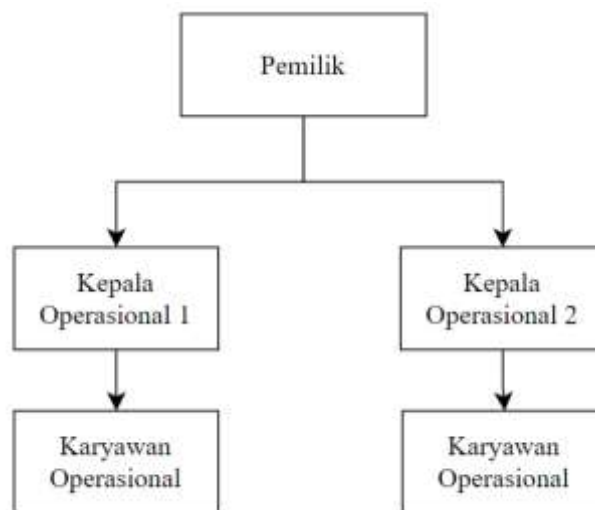 Pemilik
Kepala
Operasional 1
Kepala
Operasional 2
Karyawan
Operasional
Karyawan
Operasional